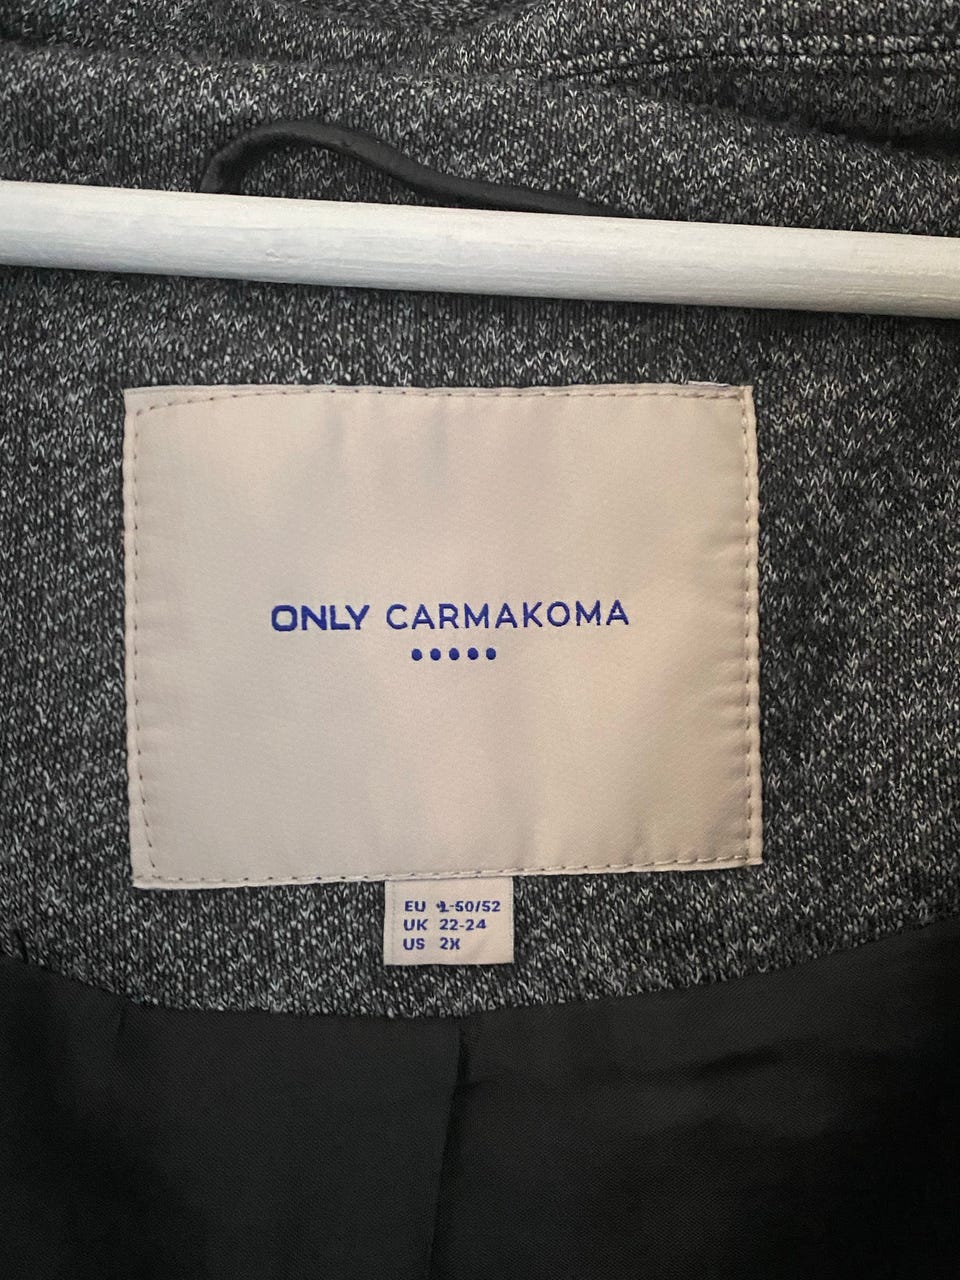 ONLY CARMAKOMA
EU 50/52
UK 22-24
US 2X